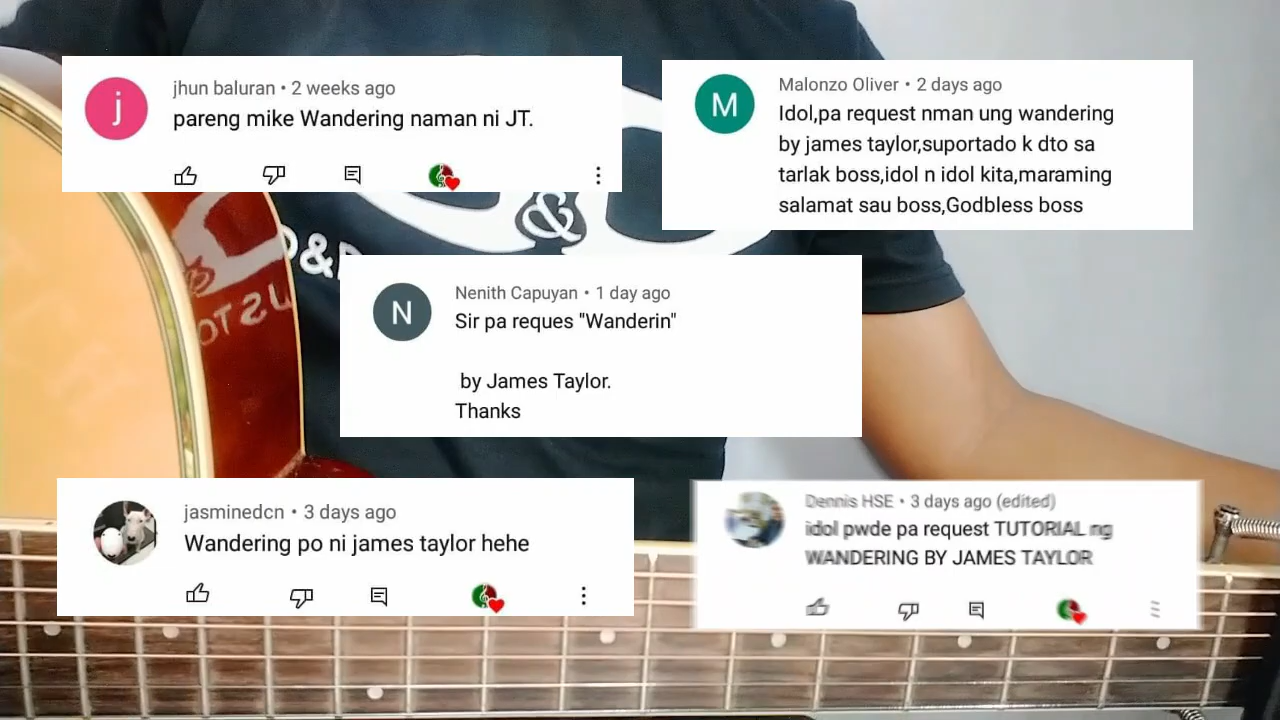 jhun baluran • 2 weeks ago
pareng mike Wandering naman ni JT.
Malonzo Oliver • 2 days ago
Idol,pa request nman ung wandering
by james taylor,suportado k dto sa
tarlak boss,idol n idol kita,maraming
salamat sau boss,Godbless boss
&
&
Nenith Capuyan • 1 day ago
Sir pa reques "Wanderin"
by James Taylor.
Thanks
jasminedcn • 3 days ago
Wandering po ni james taylor hehe
Dennis HSE • 3 days ago (edited)
idol pwde pa request TUTORIAL ng
WANDERING BY JAMES TAYLOR